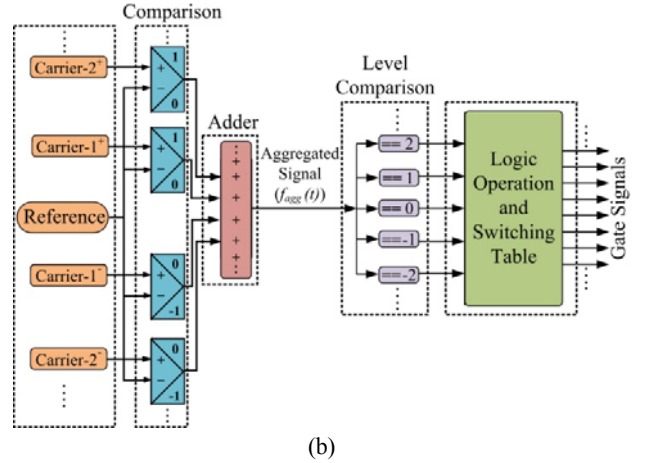 Comparison
Carrier-2+
+
−
1
0
Carrier-1+
+
−
1
0
Reference
Carrier-1-
+
−
0
-1
Carrier-2-
+
−
0
-1
Adder
+
+
+
+
+
+
Aggregated
Signal
(f_agg (t))
Level
Comparison
== 2
== 1
== 0
==-1
==-2
Logic
Operation
and
Switching
Table
Gate Signals
(b)